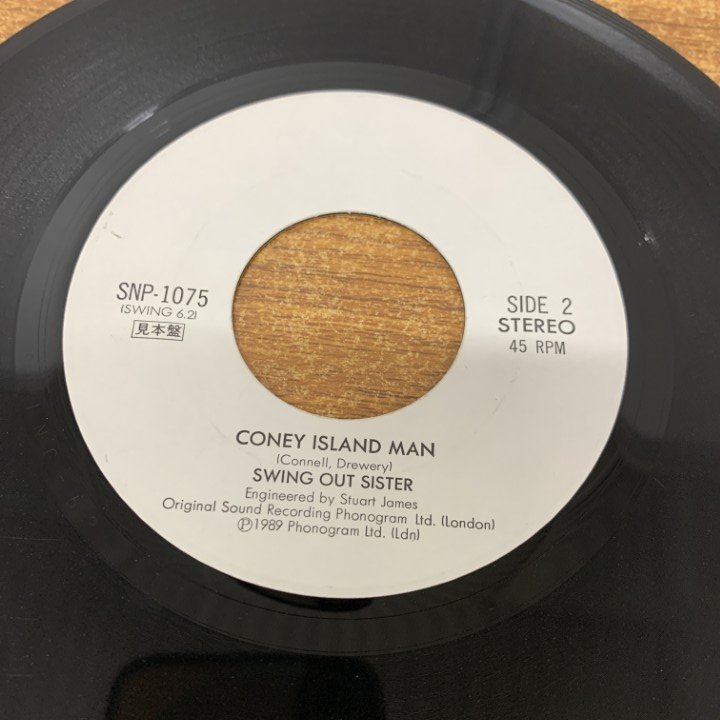 SNP-1075
(SWING 6.2)
見本盤
SIDE 2
STEREO
45 RPM
CONEY ISLAND MAN
(Connell, Drewery)
SWING OUT SISTER
Engineered by Stuart James
Original Sound Recording Phonogram Ltd. (London)
Ⓟ1989 Phonogram Ltd. (Ldn)